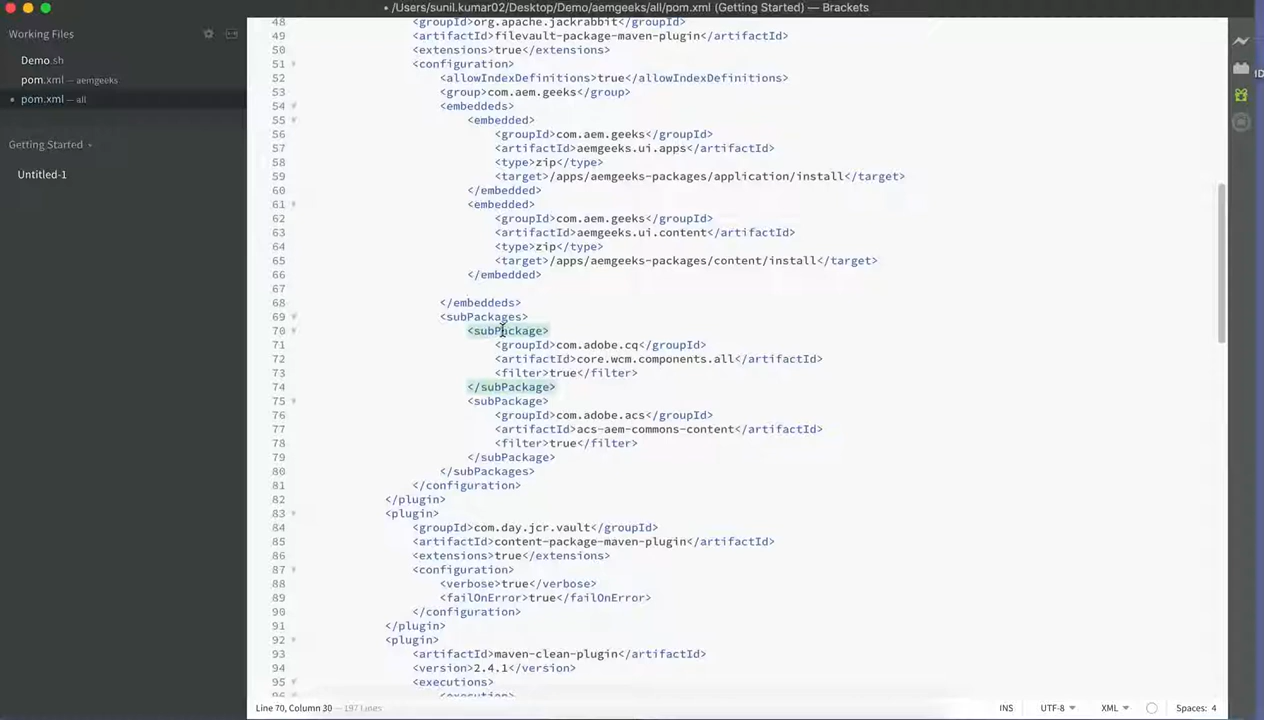 /Users/sunil.kumar02/Desktop/Demo/aemgeeks/all/pom.xml (Getting Started) — Brackets
Working Files
Demo.sh
pom.xml — aemgeeks
pom.xml — all
Getting Started
Untitled-1
48 <groupId>org.apache.jackrabbit</groupId>
49 <artifactId>filevault-package-maven-plugin</artifactId>
50 <extensions>true</extensions>
51 <configuration>
52 <allowIndexDefinitions>true</allowIndexDefinitions>
53 <group>com.aem.geeks</group>
54 <embeddeds>
55 <embedded>
56 <groupId>com.aem.geeks</groupId>
57 <artifactId>aemgeeks.ui.apps</artifactId>
58 <type>zip</type>
59 <target>/apps/aemgeeks-packages/application/install</target>
60 </embedded>
61 <embedded>
62 <groupId>com.aem.geeks</groupId>
63 <artifactId>aemgeeks.ui.content</artifactId>
64 <type>zip</type>
65 <target>/apps/aemgeeks-packages/content/install</target>
66 </embedded>
67
68 </embeddeds>
69 <subPackages>
70 <subPackage>
71 <groupId>com.adobe.cq</groupId>
72 <artifactId>core.wcm.components.all</artifactId>
73 <filter>true</filter>
74 </subPackage>
75 <subPackage>
76 <groupId>com.adobe.acs</groupId>
77 <artifactId>acs-aem-commons-content</artifactId>
78 <filter>true</filter>
79 </subPackage>
80 </subPackages>
81 </configuration>
82 </plugin>
83 <plugin>
84 <groupId>com.day.jcr.vault</groupId>
85 <artifactId>content-package-maven-plugin</artifactId>
86 <extensions>true</extensions>
87 <configuration>
88 <verbose>true</verbose>
89 <failOnError>true</failOnError>
90 </configuration>
91 </plugin>
92 <plugin>
93 <artifactId>maven-clean-plugin</artifactId>
94 <version>2.4.1</version>
95 <executions>
96 <execution>
Line 70, Column 30 — 197 Lines
INS
UTF-8
XML
Spaces: 4